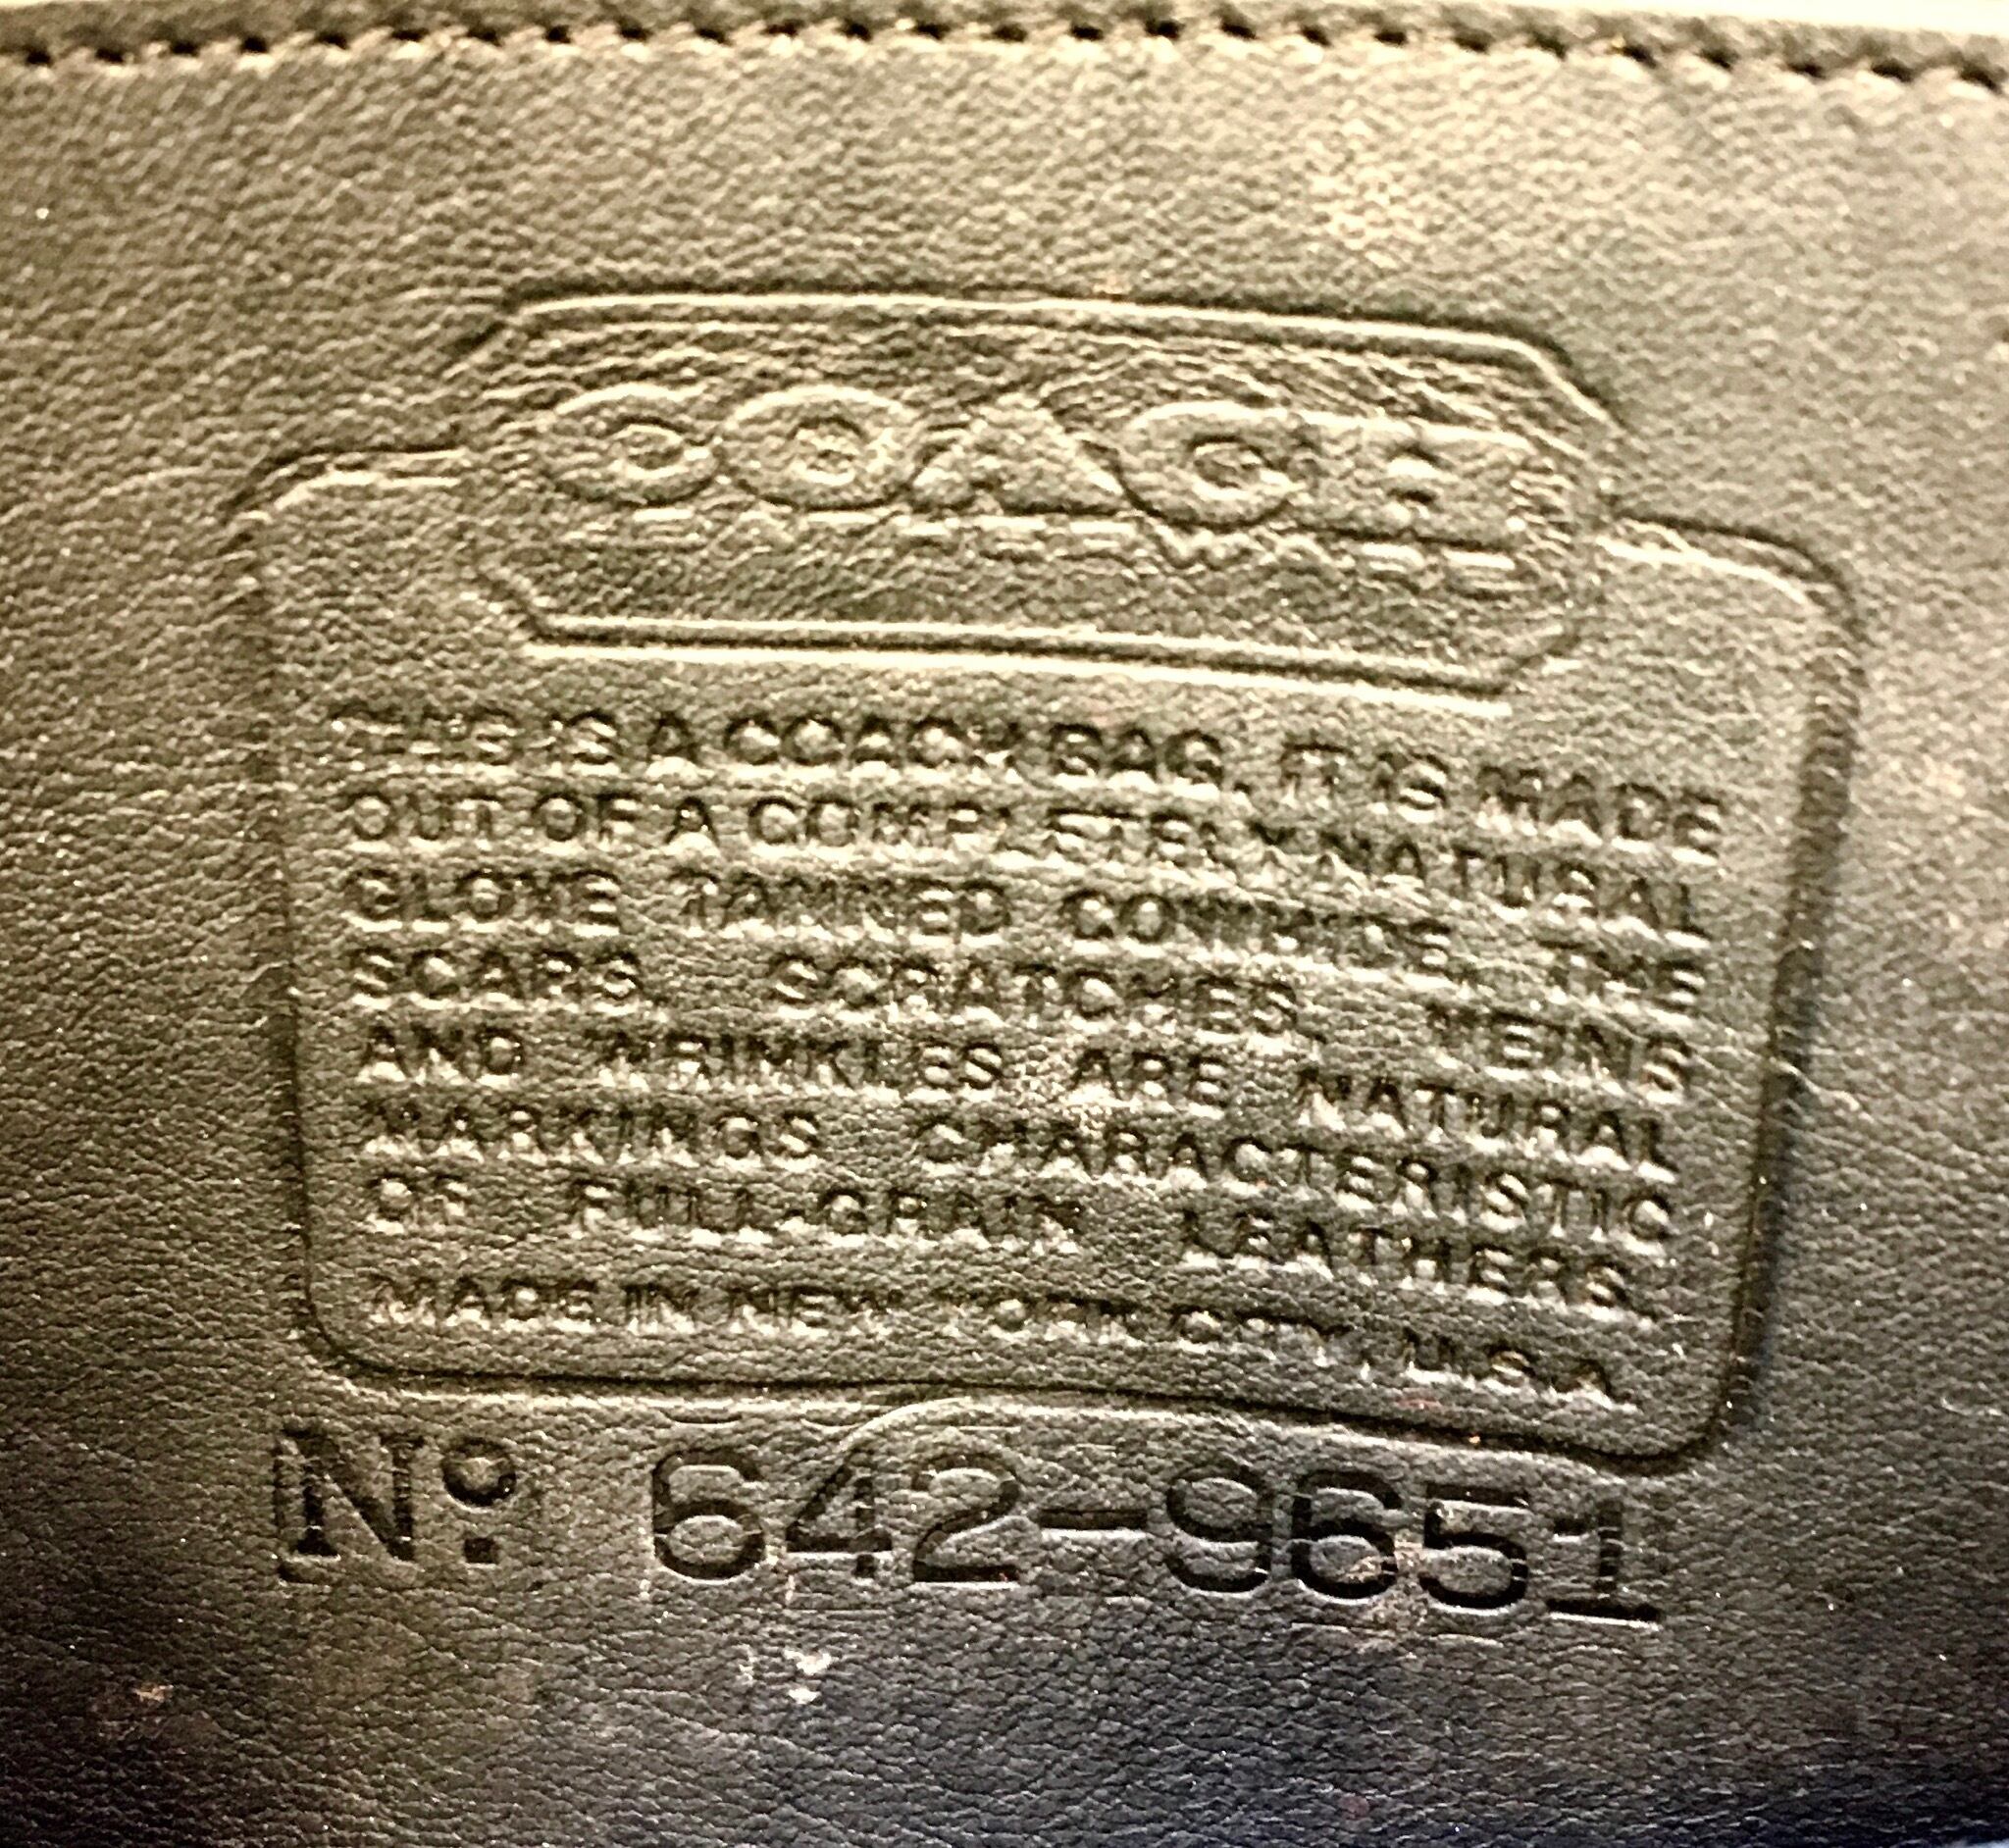 COACH
THIS IS A COACH BAG. IT IS MADE
OUT OF A COMPLETELY NATURAL
GLOVE TANNED COWHIDE. THE
SCARS, SCRATCHES, VEINS
AND WRINKLES ARE NATURAL
MARKINGS CHARACTERISTIC
OF FULL-GRAIN LEATHERS.
MADE IN NEW YORK CITY, U.S.A.
No. 642-9651